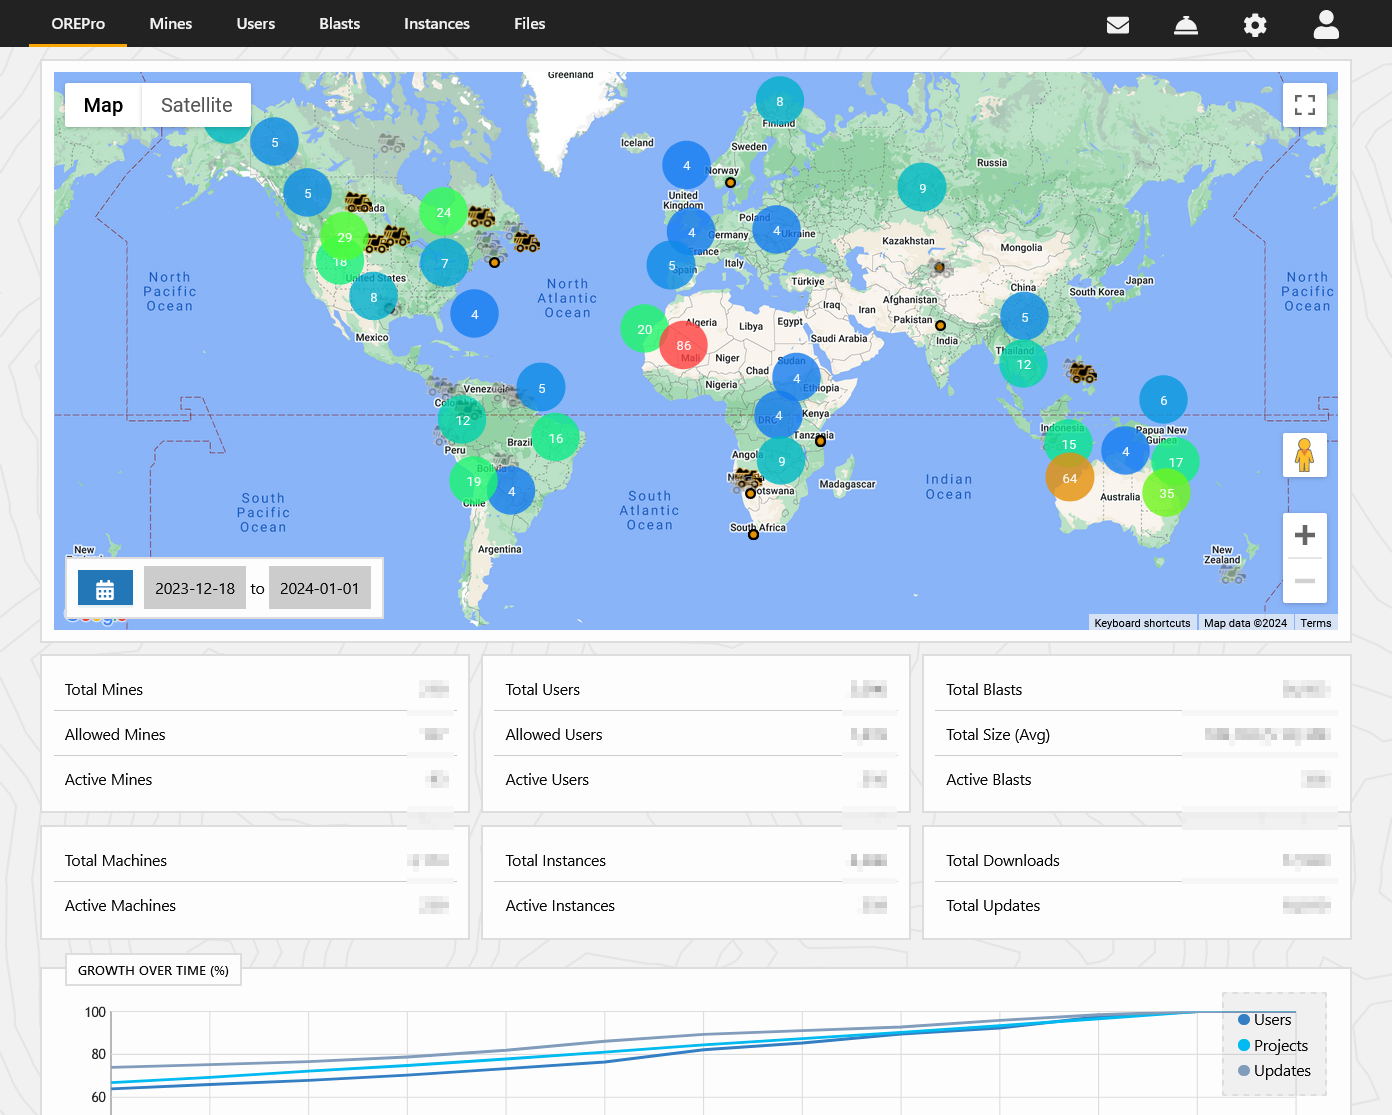 OREPro Mines Users Blasts Instances Files
Map Satellite
Greenland
Iceland
Finland
Sweden
Norway
Russia
United
Kingdom
Poland
Germany
Ukraine
France
Spain
Italy
Türkiye
Kazakhstan
Mongolia
China
Japan
South Korea
Afghanistan
Iraq
Iran
Pakistan
India
Egypt
Libya
Algeria
Saudi Arabia
Mali
Niger
Chad
Sudan
Nigeria
Ethiopia
Kenya
DRC
Tanzania
Angola
Botswana
Madagascar
South Africa
Thailand
Indonesia
Papua New
Guinea
Australia
New
Zealand
United States
Mexico
Venezuela
Peru
Brazil
Bolivia
Chile
Argentina
North
Pacific
Ocean
North
Atlantic
Ocean
North
Pacific
Ocean
South
Pacific
Ocean
South
Atlantic
Ocean
Indian
Ocean
New
8
5
4
5
9
24
29
4
4
18
7
5
8
4
20
86
5
12
4
5
6
12
4
16
15
4
17
9
19
4
64
35
2023-12-18 to 2024-01-01
Google
Keyboard shortcuts Map data ©2024 Terms
Total Mines
Allowed Mines
Active Mines
Total Users
Allowed Users
Active Users
Total Blasts
Total Size (Avg)
Active Blasts
Total Machines
Active Machines
Total Instances
Active Instances
Total Downloads
Total Updates
GROWTH OVER TIME (%)
100
80
60
Users
Projects
Updates